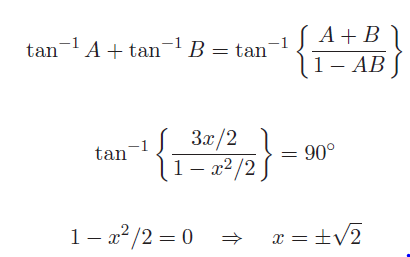 tan⁻¹ A + tan⁻¹ B = tan⁻¹ { (A + B) / (1 − AB) }
tan⁻¹ { (3x/2) / (1 − x²/2) } = 90°
1 − x²/2 = 0 ⇒ x = ±√2